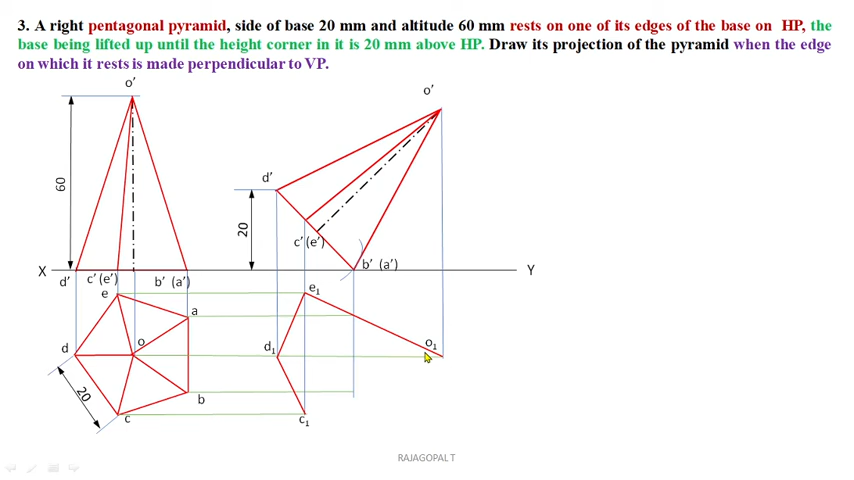 3. A right pentagonal pyramid, side of base 20 mm and altitude 60 mm rests on one of its edges of the base on HP, the
base being lifted up until the height corner in it is 20 mm above HP. Draw its projection of the pyramid when the edge
on which it rests is made perpendicular to VP.
o'
o'
60
d'
20
c' (e')
b' (a')
X
Y
d'
c' (e')
b' (a')
e
e1
a
o
o1
d
d1
20
b
c
c1
RAJAGOPAL T